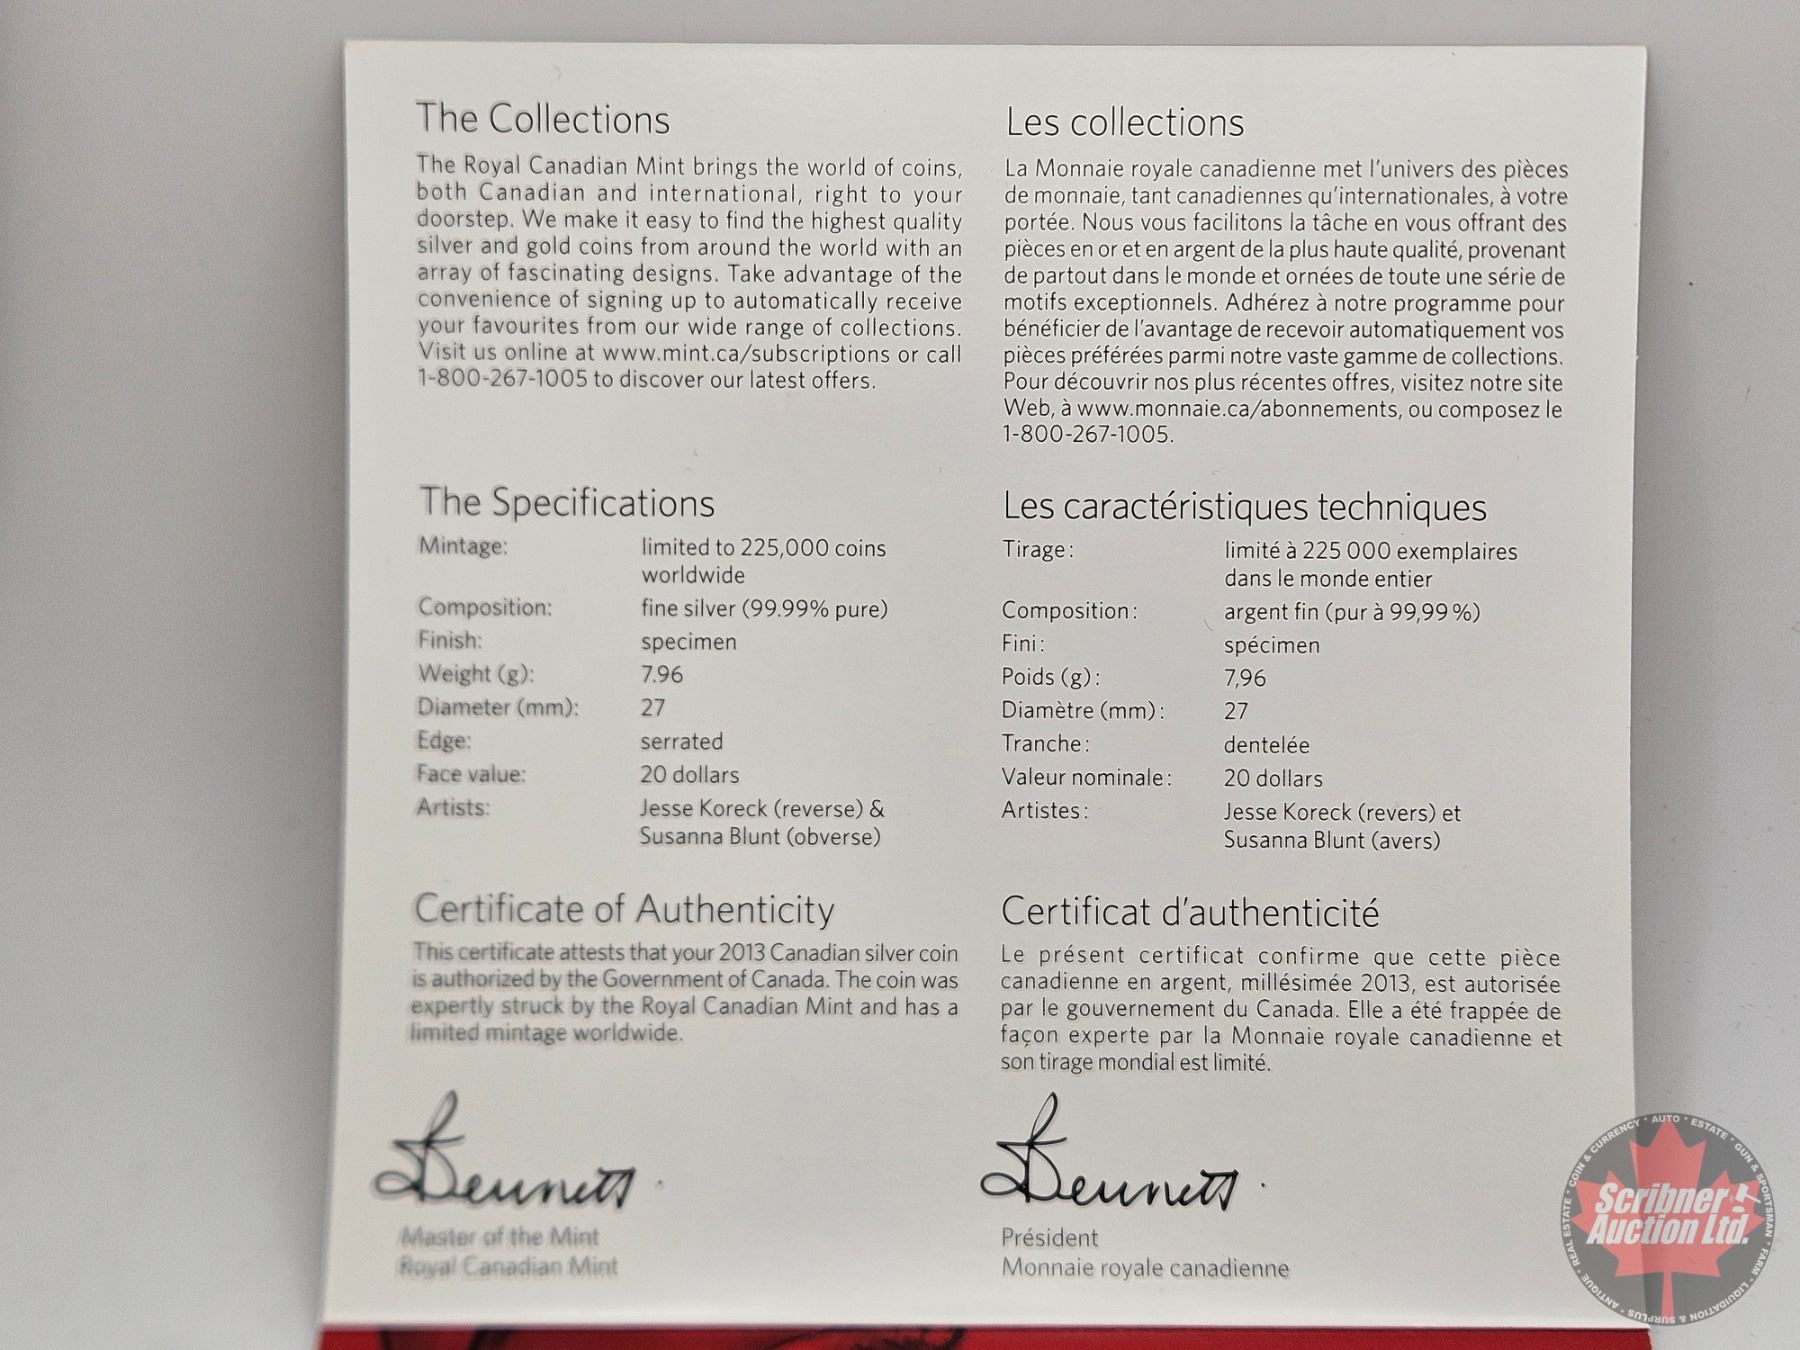 The Collections
The Royal Canadian Mint brings the world of coins,
both Canadian and international, right to your
doorstep. We make it easy to find the highest quality
silver and gold coins from around the world with an
array of fascinating designs. Take advantage of the
convenience of signing up to automatically receive
your favourites from our wide range of collections.
Visit us online at www.mint.ca/subscriptions or call
1-800-267-1005 to discover our latest offers.
The Specifications
Mintage: limited to 225,000 coins
worldwide
Composition: fine silver (99.99% pure)
Finish: specimen
Weight (g): 7.96
Diameter (mm): 27
Edge: serrated
Face value: 20 dollars
Artists: Jesse Koreck (reverse) &
Susanna Blunt (obverse)
Certificate of Authenticity
This certificate attests that your 2013 Canadian silver coin
is authorized by the Government of Canada. The coin was
expertly struck by the Royal Canadian Mint and has a
limited mintage worldwide.
Bennett
Master of the Mint
Royal Canadian Mint
Les collections
La Monnaie royale canadienne met l'univers des pièces
de monnaie, tant canadiennes qu'internationales, à votre
portée. Nous vous facilitons la tâche en vous offrant des
pièces en or et en argent de la plus haute qualité, provenant
de partout dans le monde et ornées de toute une série de
motifs exceptionnels. Adhérez à notre programme pour
bénéficier de l'avantage de recevoir automatiquement vos
pièces préférées parmi notre vaste gamme de collections.
Pour découvrir nos plus récentes offres, visitez notre site
Web, à www.monnaie.ca/abonnements, ou composez le
1-800-267-1005.
Les caractéristiques techniques
Tirage : limité à 225 000 exemplaires
dans le monde entier
Composition : argent fin (pur à 99,99 %)
Fini : spécimen
Poids (g) : 7,96
Diamètre (mm) : 27
Tranche : dentelée
Valeur nominale : 20 dollars
Artistes : Jesse Koreck (revers) et
Susanna Blunt (avers)
Certificat d'authenticité
Le présent certificat confirme que cette pièce
canadienne en argent, millésimée 2013, est autorisée
par le gouvernement du Canada. Elle a été frappée de
façon experte par la Monnaie royale canadienne et
son tirage mondial est limité.
Bennett
Président
Monnaie royale canadienne
Scribner
Auction Ltd.
COIN & CURRENCY • AUTO • ESTATE • GUN & SPORTSMAN • FARM • LIQUIDATION & SURPLUS • ANTIQUE • REAL ESTATE •